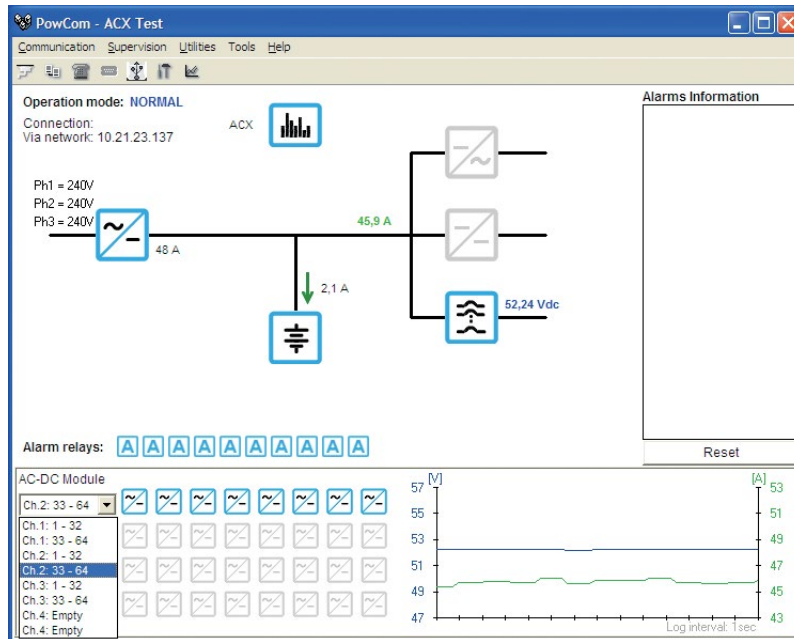 PowCom - ACX Test
Communication Supervision Utilities Tools Help
Operation mode: NORMAL
Connection:
Via network: 10.21.23.137
ACX
Alarms Information
Ph1 = 240V
Ph2 = 240V
Ph3 = 240V
48 A
45,9 A
2,1 A
52,24 Vdc
Alarm relays: A A A A A A A A A A
Reset
AC-DC Module
Ch.2: 33 - 64
Ch.1: 1 - 32
Ch.1: 33 - 64
Ch.2: 1 - 32
Ch.2: 33 - 64
Ch.3: 1 - 32
Ch.3: 33 - 64
Ch.4: Empty
Ch.4: Empty
[V]
57
55
53
51
49
47
[A]
53
51
49
47
45
43
Log interval: 1sec